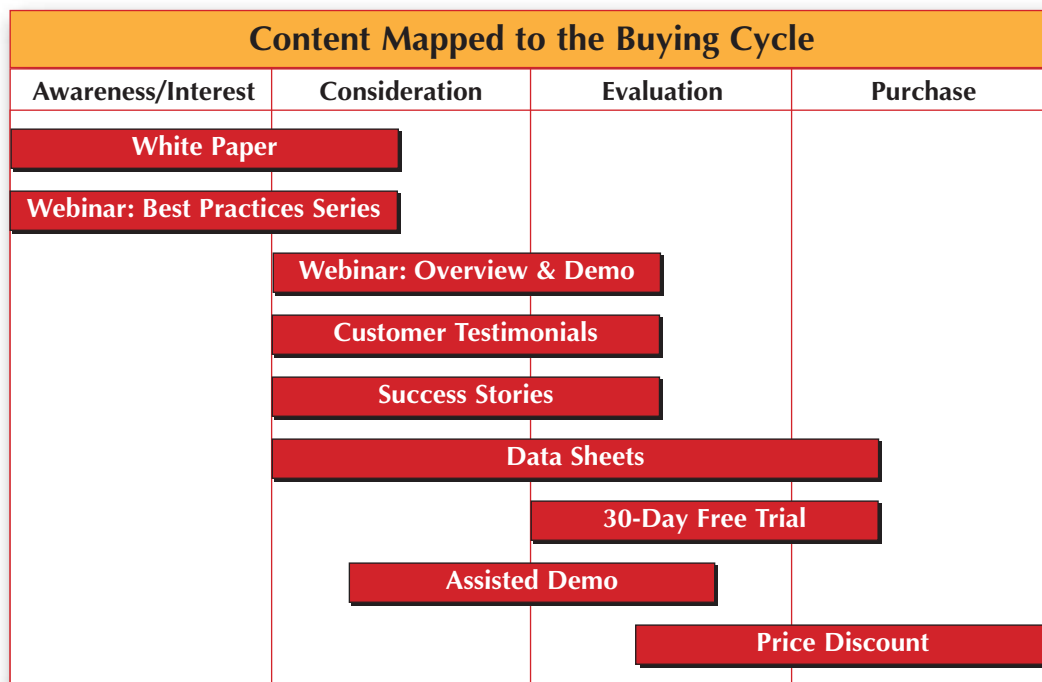 Content Mapped to the Buying Cycle
Awareness/Interest Consideration Evaluation Purchase
White Paper
Webinar: Best Practices Series
Webinar: Overview & Demo
Customer Testimonials
Success Stories
Data Sheets
30-Day Free Trial
Assisted Demo
Price Discount